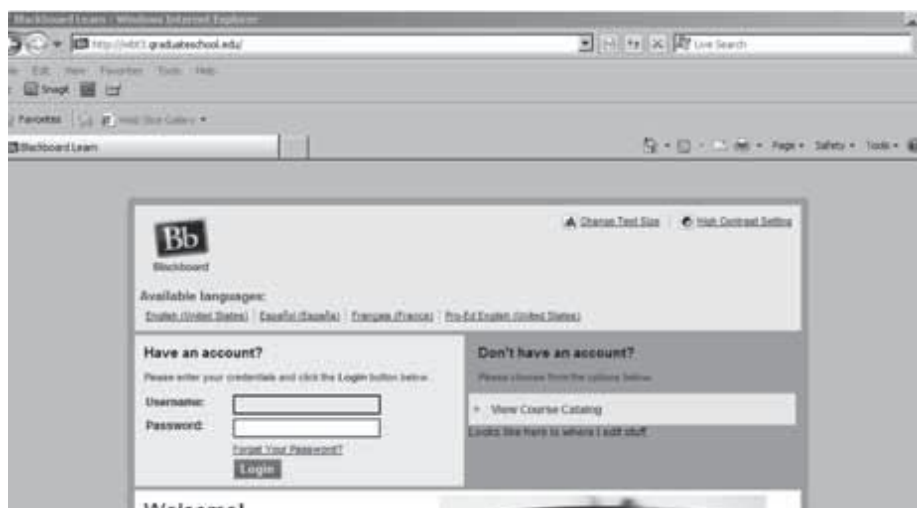 Blackboard Learn - Windows Internet Explorer
graduateschool.edu/ Live Search
Edit View Favorites Tools Help
SnagIt
Favorites Web Slice Gallery
Blackboard Learn Page Safety Tools
Change Text Size High Contrast Setting
Bb
Blackboard
Available languages:
English (United States) Español (España) Français (France) Pro-Ed English (United States)
Have an account? Don't have an account?
Please enter your credentials and click the Login button below. Please choose from the options below.
Username: View Course Catalog
Password: Looks like here is where I edit stuff
Forgot Your Password?
Login
Welcome!